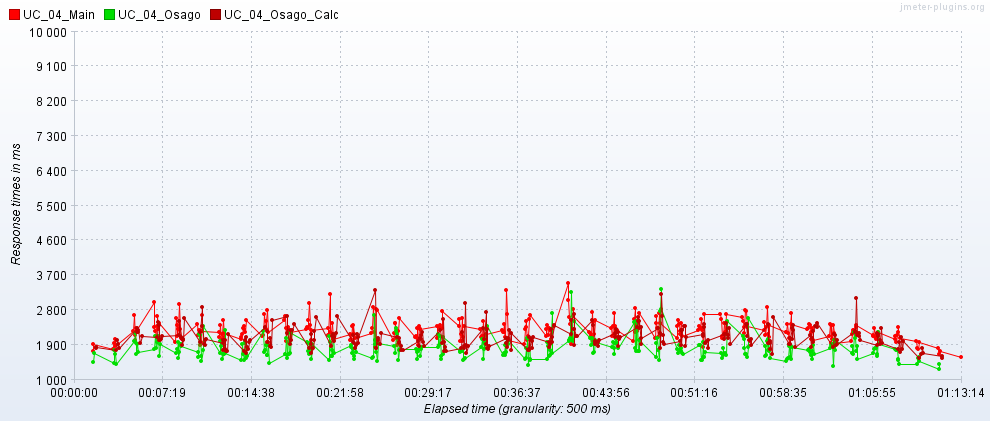 UC_04_Main UC_04_Osago UC_04_Osago_Calc
jmeter-plugins.org
10 000
9 100
8 200
7 300
6 400
5 500
4 600
3 700
2 800
1 900
1 000
Response times in ms
00:00:00 00:07:19 00:14:38 00:21:58 00:29:17 00:36:37 00:43:56 00:51:16 00:58:35 01:05:55 01:13:14
Elapsed time (granularity: 500 ms)